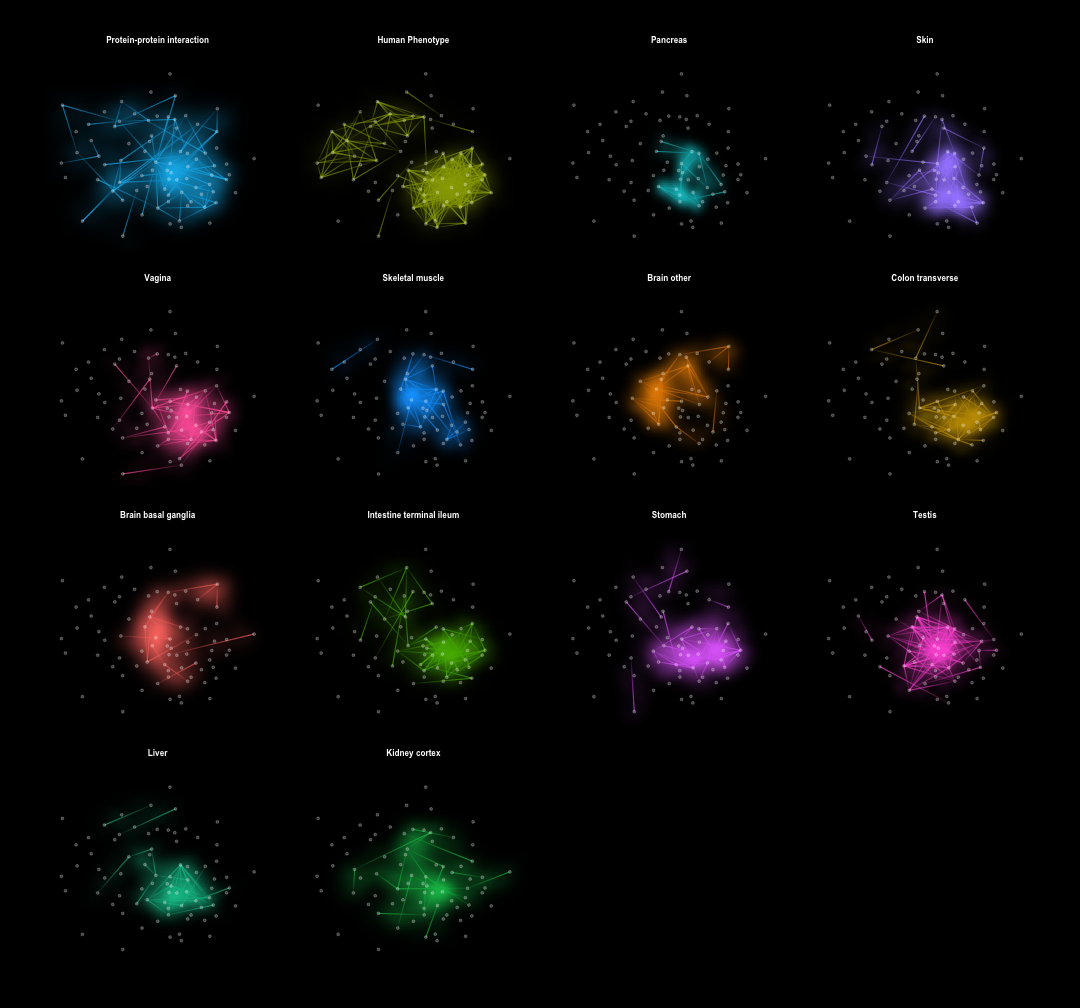 Protein-protein interaction
Human Phenotype
Pancreas
Skin
Vagina
Skeletal muscle
Brain other
Colon transverse
Brain basal ganglia
Intestine terminal ileum
Stomach
Testis
Liver
Kidney cortex